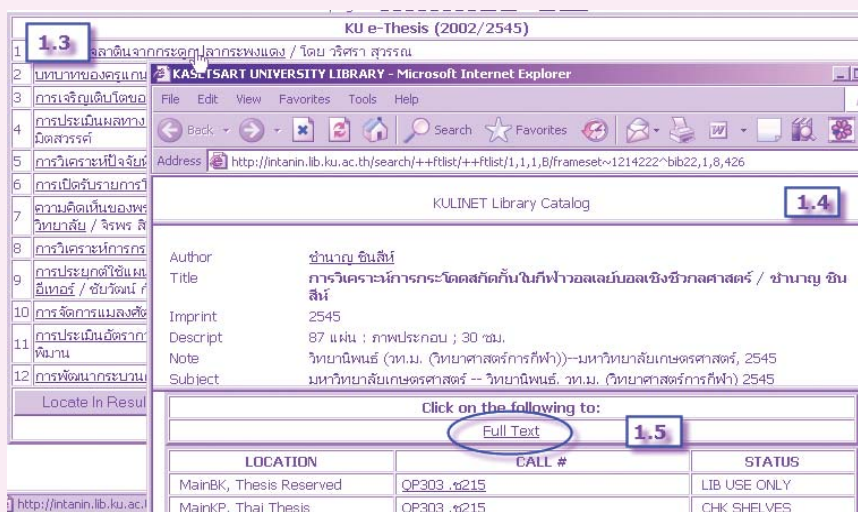 KU e-Thesis (2002/2545)
1.3
1 ลาตินจากกระดูกปลากระพงแดง / โดย วริศรา สุวรรณ
2 บทบาทของครูแกน
3 การเจริญเติบโตของ
4 การประเมินผลทาง
มิตสวรรค์
5 การวิเคราะห์ปัจจัย
6 การเปิดรับรายการ
7 ความคิดเห็นของ
วิทยาลัย / จิรพร
8 การวิเคราะห์การกระ
9 การประยุกต์ใช้แผน
อีเทอร์ / ชัยวัฒน์
10 การจัดการแมลงศัต
11 การประเมินอัตรา
พิมาน
12 การพัฒนากระบวน
Locate In Resul
http://intanin.lib.ku.ac.
KASETSART UNIVERSITY LIBRARY - Microsoft Internet Explorer
File Edit View Favorites Tools Help
Back Search Favorites
Address http://intanin.lib.ku.ac.th/search/++ftlist/++ftlist/1,1,1,B/frameset~1214222^bib22,1,8,426
KULINET Library Catalog
1.4
Author ชำนาญ ชินสีห์
Title การวิเคราะห์การกระโดดสกัดกั้นในกีฬาวอลเลย์บอลเชิงชีวกลศาสตร์ / ชำนาญ ชิน
สีห์
Imprint 2545
Descript 87 แผ่น : ภาพประกอบ ; 30 ซม.
Note วิทยานิพนธ์ (วท.ม. (วิทยาศาสตร์การกีฬา))--มหาวิทยาลัยเกษตรศาสตร์, 2545
Subject มหาวิทยาลัยเกษตรศาสตร์ -- วิทยานิพนธ์. วท.ม. (วิทยาศาสตร์การกีฬา) 2545
Click on the following to:
Full Text
1.5
LOCATION CALL # STATUS
MainBK, Thesis Reserved QP303 .ช215 LIB USE ONLY
MainKP, Thai Thesis QP303 .ช215 CHK SHELVES